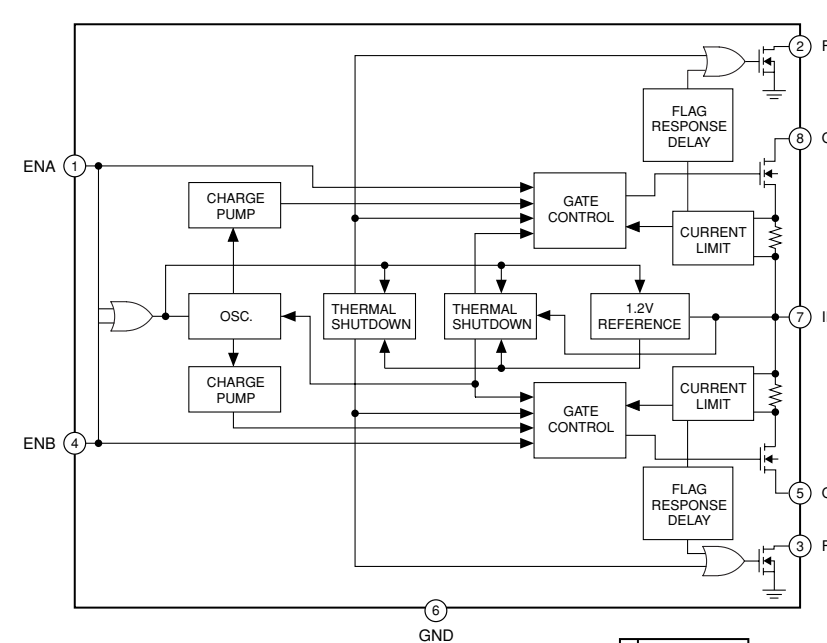 2
F
FLAG
RESPONSE
DELAY
8
ENA 1
CHARGE
PUMP
GATE
CONTROL
CURRENT
LIMIT
OSC.
THERMAL
SHUTDOWN
THERMAL
SHUTDOWN
1.2V
REFERENCE
7
CHARGE
PUMP
GATE
CONTROL
CURRENT
LIMIT
ENB 4
FLAG
RESPONSE
DELAY
5
3
F
6
GND